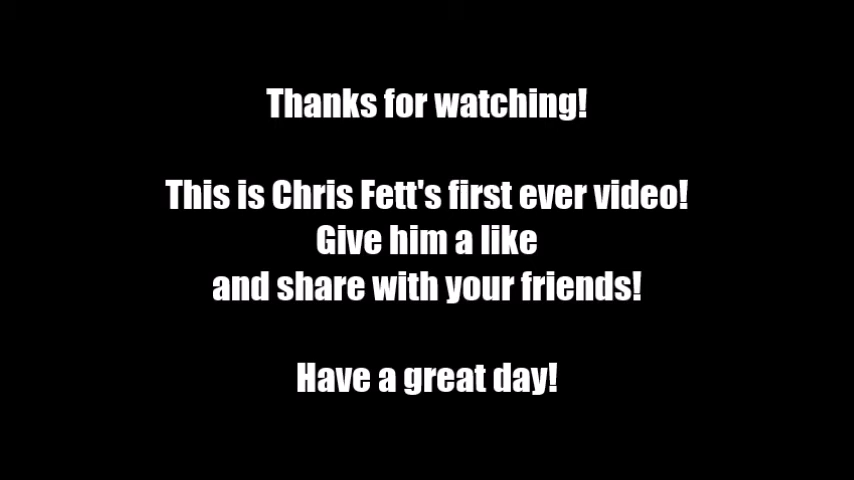 Thanks for watching!
This is Chris Fett's first ever video!
Give him a like
and share with your friends!
Have a great day!